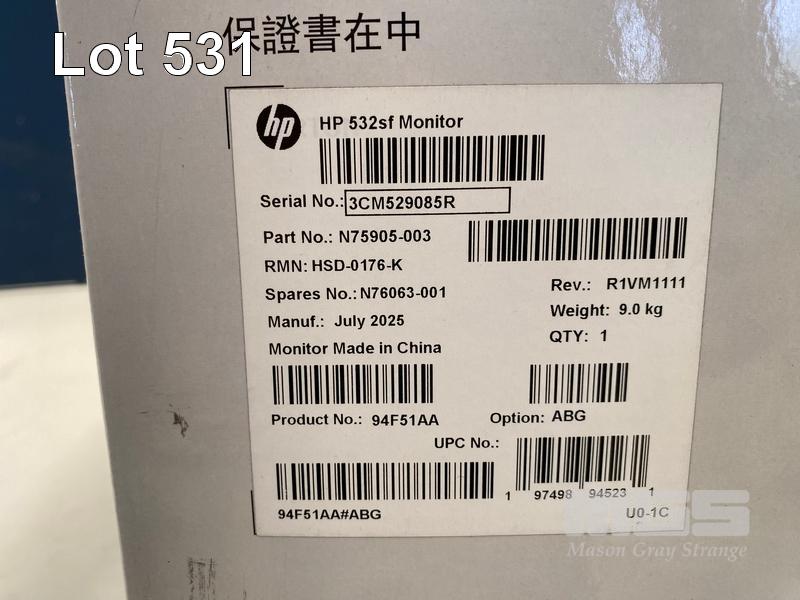 保證書在中
Lot 531
hp
HP 532sf Monitor
Serial No.: 3CM529085R
Part No.: N75905-003
RMN: HSD-0176-K
Spares No.: N76063-001
Rev.: R1VM1111
Manuf.: July 2025
Weight: 9.0 kg
Monitor Made in China
QTY: 1
Product No.: 94F51AA
Option: ABG
UPC No.:
1 97498 94523 1
94F51AA#ABG
U0-1C
MGS
Mason Gray Strange